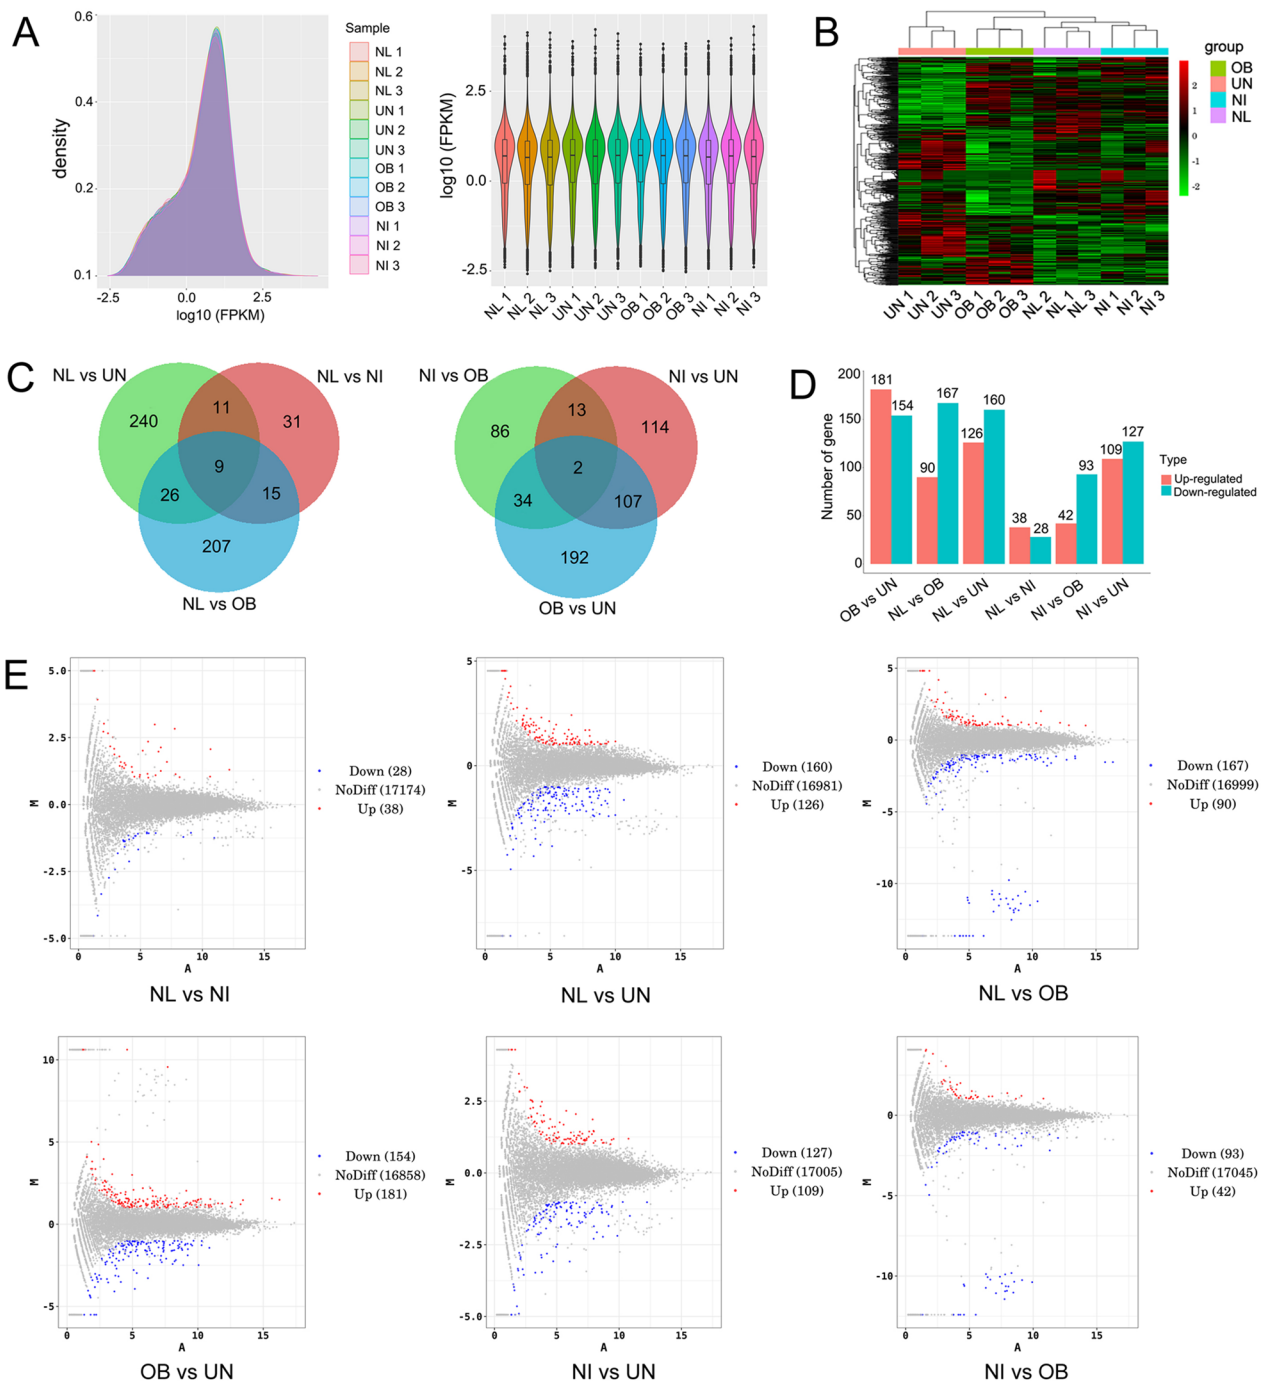 A
0.6
0.4
0.2
0.1
density
-2.5
0.0
2.5
log10 (FPKM)
Sample
NL 1
NL 2
NL 3
UN 1
UN 2
UN 3
OB 1
OB 2
OB 3
NI 1
NI 2
NI 3
log10 (FPKM)
2.5
0.0
-2.5
NL 1
NL 2
NL 3
UN 1
UN 2
UN 3
OB 1
OB 2
OB 3
NI 1
NI 2
NI 3
B
group
OB
UN
NI
NL
2
1
0
-1
-2
UN 1
UN 2
UN 3
OB 1
OB 2
OB 3
NL 2
NL 1
NL 3
NI 1
NI 2
NI 3
C
NL vs UN
NL vs NI
240
11
31
9
26
15
207
NL vs OB
NI vs OB
NI vs UN
86
13
114
2
34
107
192
OB vs UN
D
Number of gene
200
150
100
50
0
181
154
90
167
126
160
38
28
42
93
109
127
OB vs UN
NL vs OB
NL vs UN
NL vs NI
NI vs OB
NI vs UN
Type
Up-regulated
Down-regulated
E
5.0
2.5
0.0
-2.5
-5.0
M
0 5 10 15
A
Down (28)
NoDiff (17174)
Up (38)
NL vs NI
5
0
-5
M
0 5 10 15
A
Down (160)
NoDiff (16981)
Up (126)
NL vs UN
5
0
-5
-10
M
0 5 10 15
A
Down (167)
NoDiff (16999)
Up (90)
NL vs OB
10
5
0
-5
M
0 5 10 15
A
Down (154)
NoDiff (16858)
Up (181)
OB vs UN
2.5
0.0
-2.5
-5.0
M
0 5 10 15
A
Down (127)
NoDiff (17005)
Up (109)
NI vs UN
0
-5
-10
M
0 5 10 15
A
Down (93)
NoDiff (17045)
Up (42)
NI vs OB